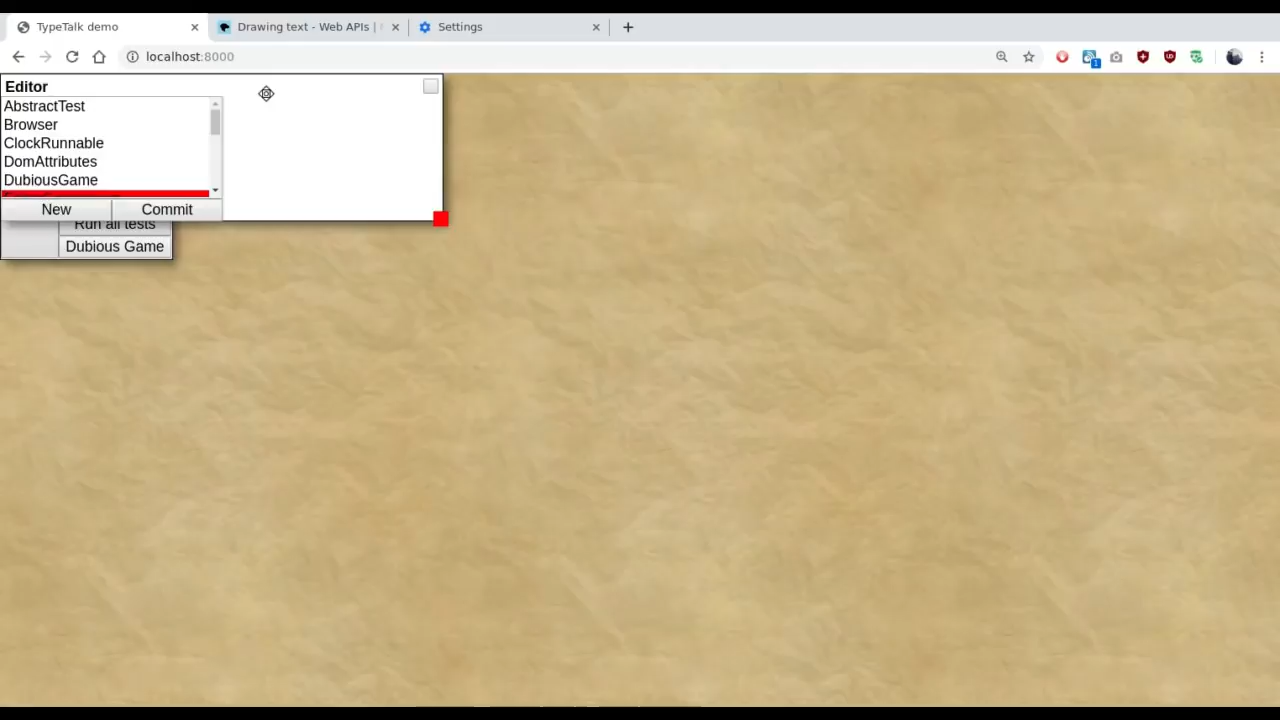 TypeTalk demo
Drawing text - Web APIs |
Settings
localhost:8000
1
Editor
AbstractTest
Browser
ClockRunnable
DomAttributes
DubiousGame
New
Commit
Run all tests
Dubious Game